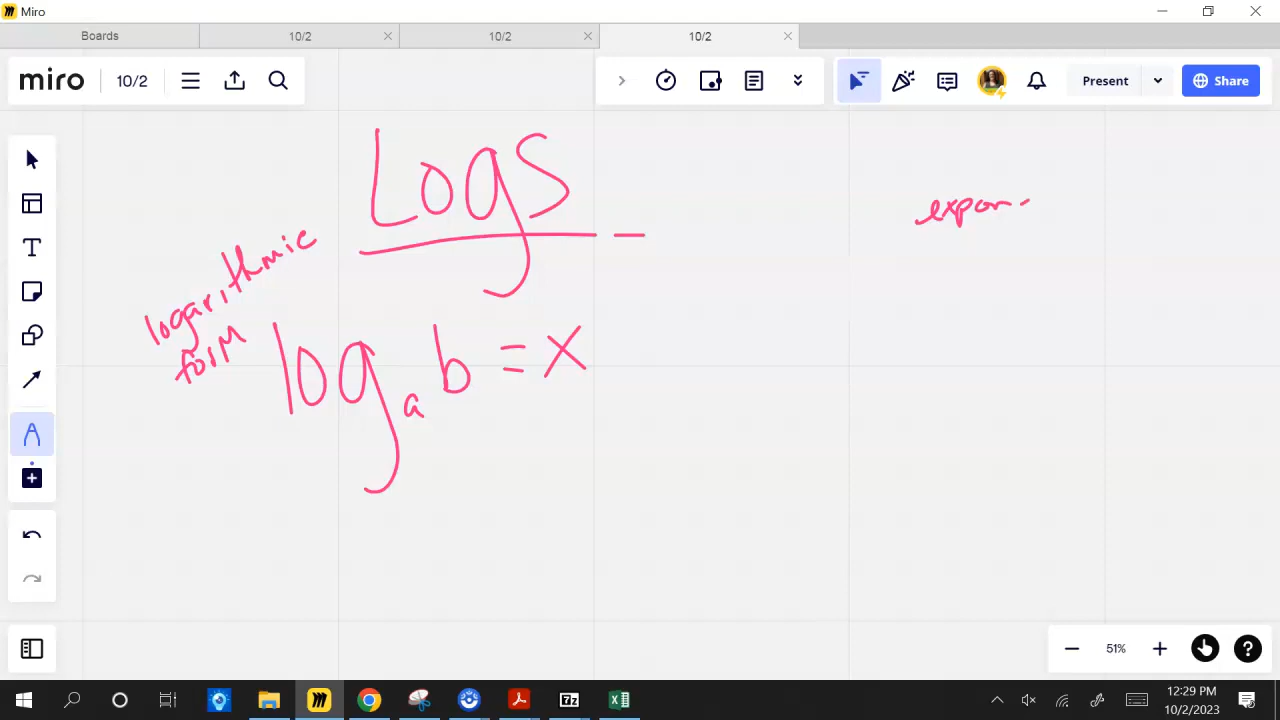 Miro
Boards
10/2
10/2
10/2
miro
10/2
Present
Share
Logs
expon
logarithmic
form
log_a b = x
T
51%
?
12:29 PM
10/2/2023